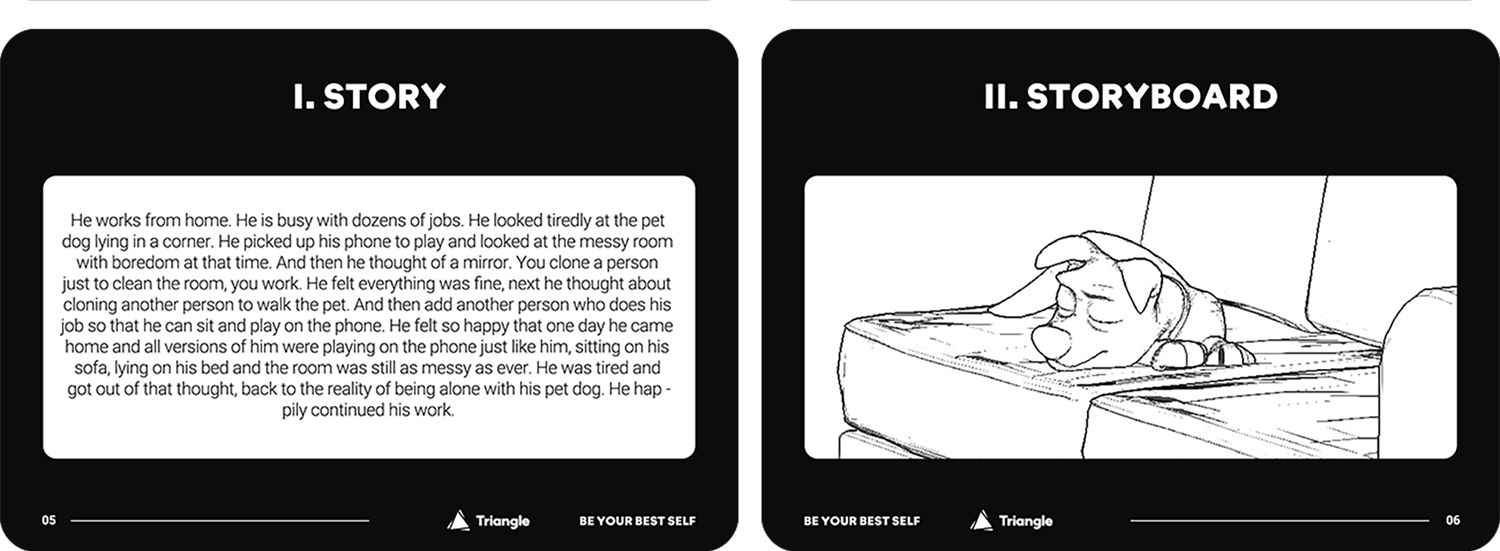 I. STORY
He works from home. He is busy with dozens of jobs. He looked tiredly at the pet
dog lying in a corner. He picked up his phone to play and looked at the messy room
with boredom at that time. And then he thought of a mirror. You clone a person
just to clean the room, you work. He felt everything was fine, next he thought about
cloning another person to walk the pet. And then add another person who does his
job so that he can sit and play on the phone. He felt so happy that one day he came
home and all versions of him were playing on the phone just like him, sitting on his
sofa, lying on his bed and the room was still as messy as ever. He was tired and
got out of that thought, back to the reality of being alone with his pet dog. He hap -
pily continued his work.
05
Triangle
BE YOUR BEST SELF
II. STORYBOARD
BE YOUR BEST SELF
Triangle
06